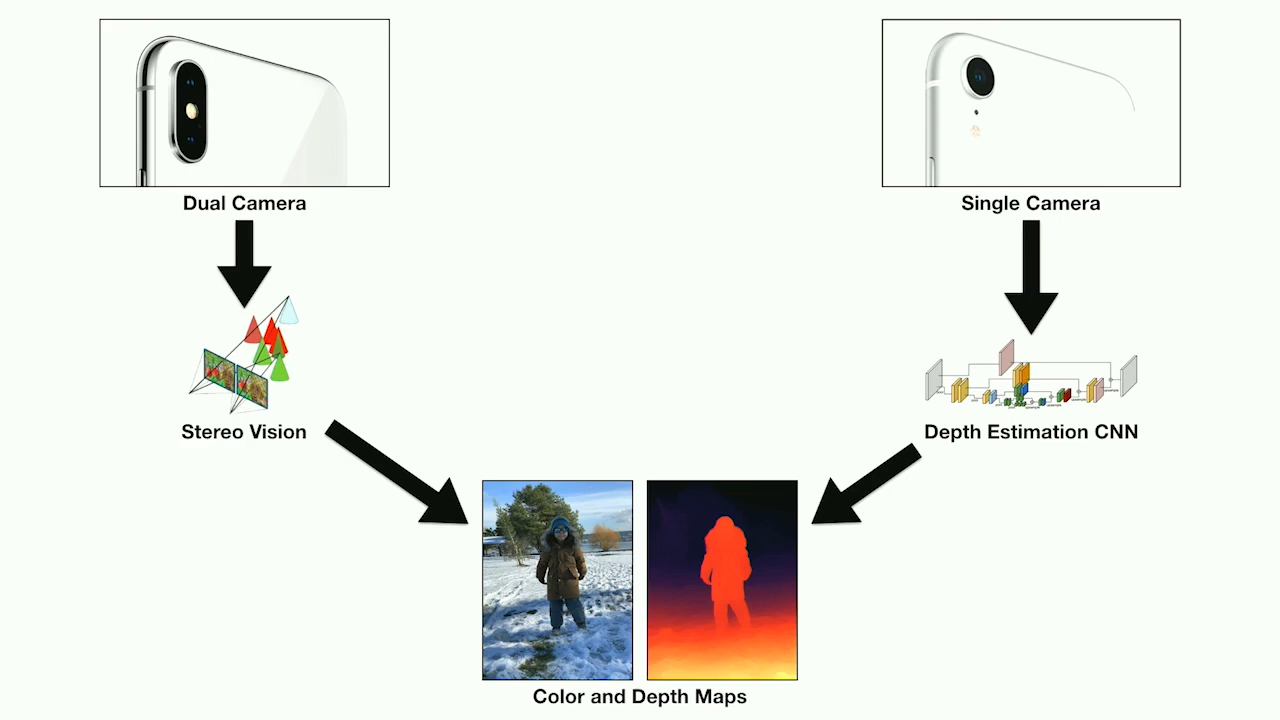 Dual Camera
Single Camera
Stereo Vision
Depth Estimation CNN
Color and Depth Maps